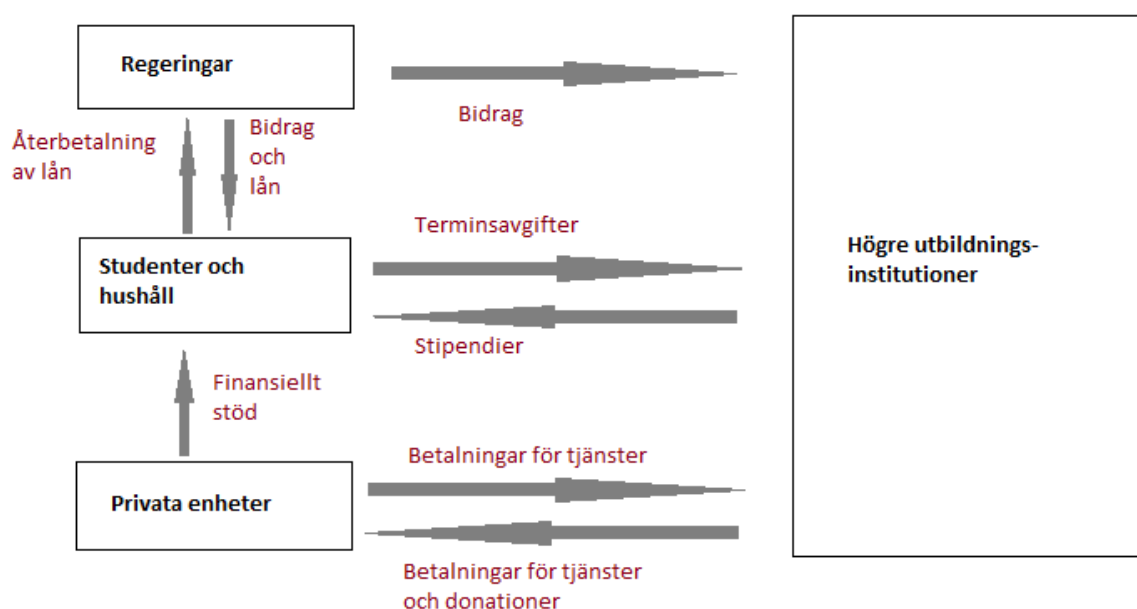 Regeringar
Bidrag
Återbetalning
av lån
Bidrag
och
lån
Terminsavgifter
Studenter och
hushåll
Högre utbildnings-
institutioner
Stipendier
Finansiellt
stöd
Betalningar för tjänster
Privata enheter
Betalningar för tjänster
och donationer